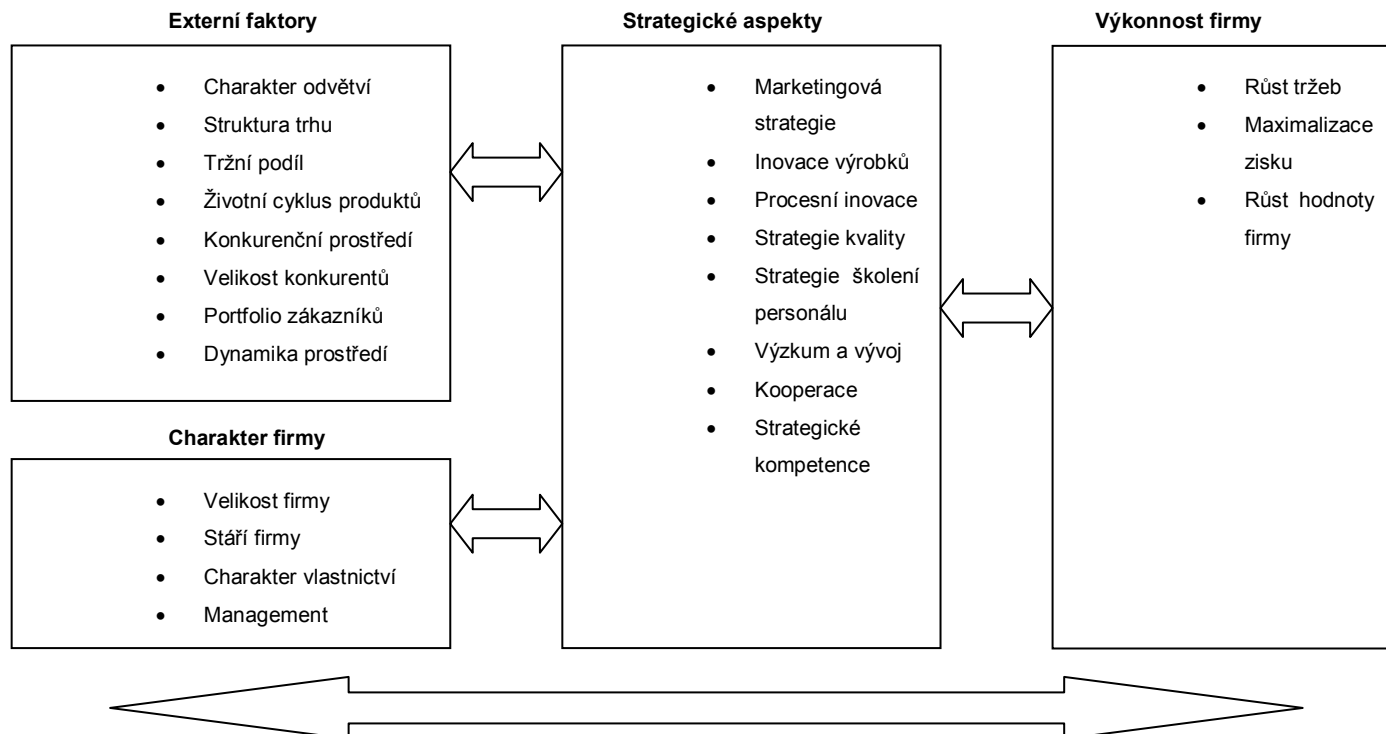 Externí faktory
Charakter odvětví
Struktura trhu
Tržní podíl
Životní cyklus produktů
Konkurenční prostředí
Velikost konkurentů
Portfolio zákazníků
Dynamika prostředí
Charakter firmy
Velikost firmy
Stáří firmy
Charakter vlastnictví
Management
Strategické aspekty
Marketingová
strategie
Inovace výrobků
Procesní inovace
Strategie kvality
Strategie školení
personálu
Výzkum a vývoj
Kooperace
Strategické
kompetence
Výkonnost firmy
Růst tržeb
Maximalizace
zisku
Růst hodnoty
firmy